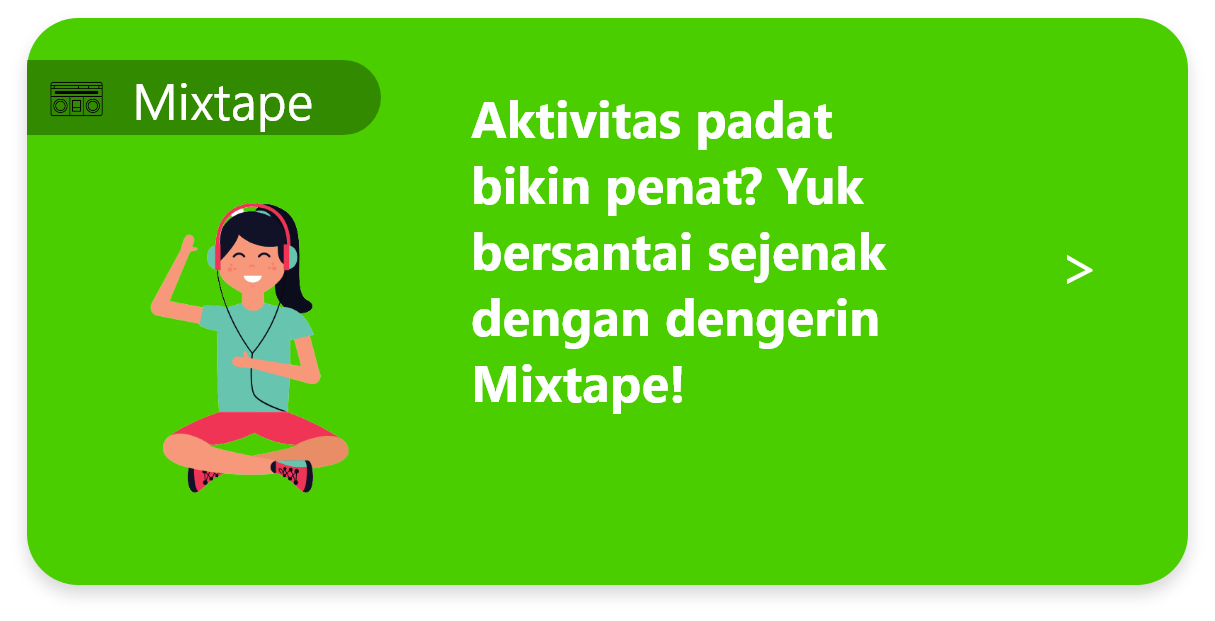 Mixtape
Aktivitas padat
bikin penat? Yuk
bersantai sejenak
dengan dengerin
Mixtape!
>